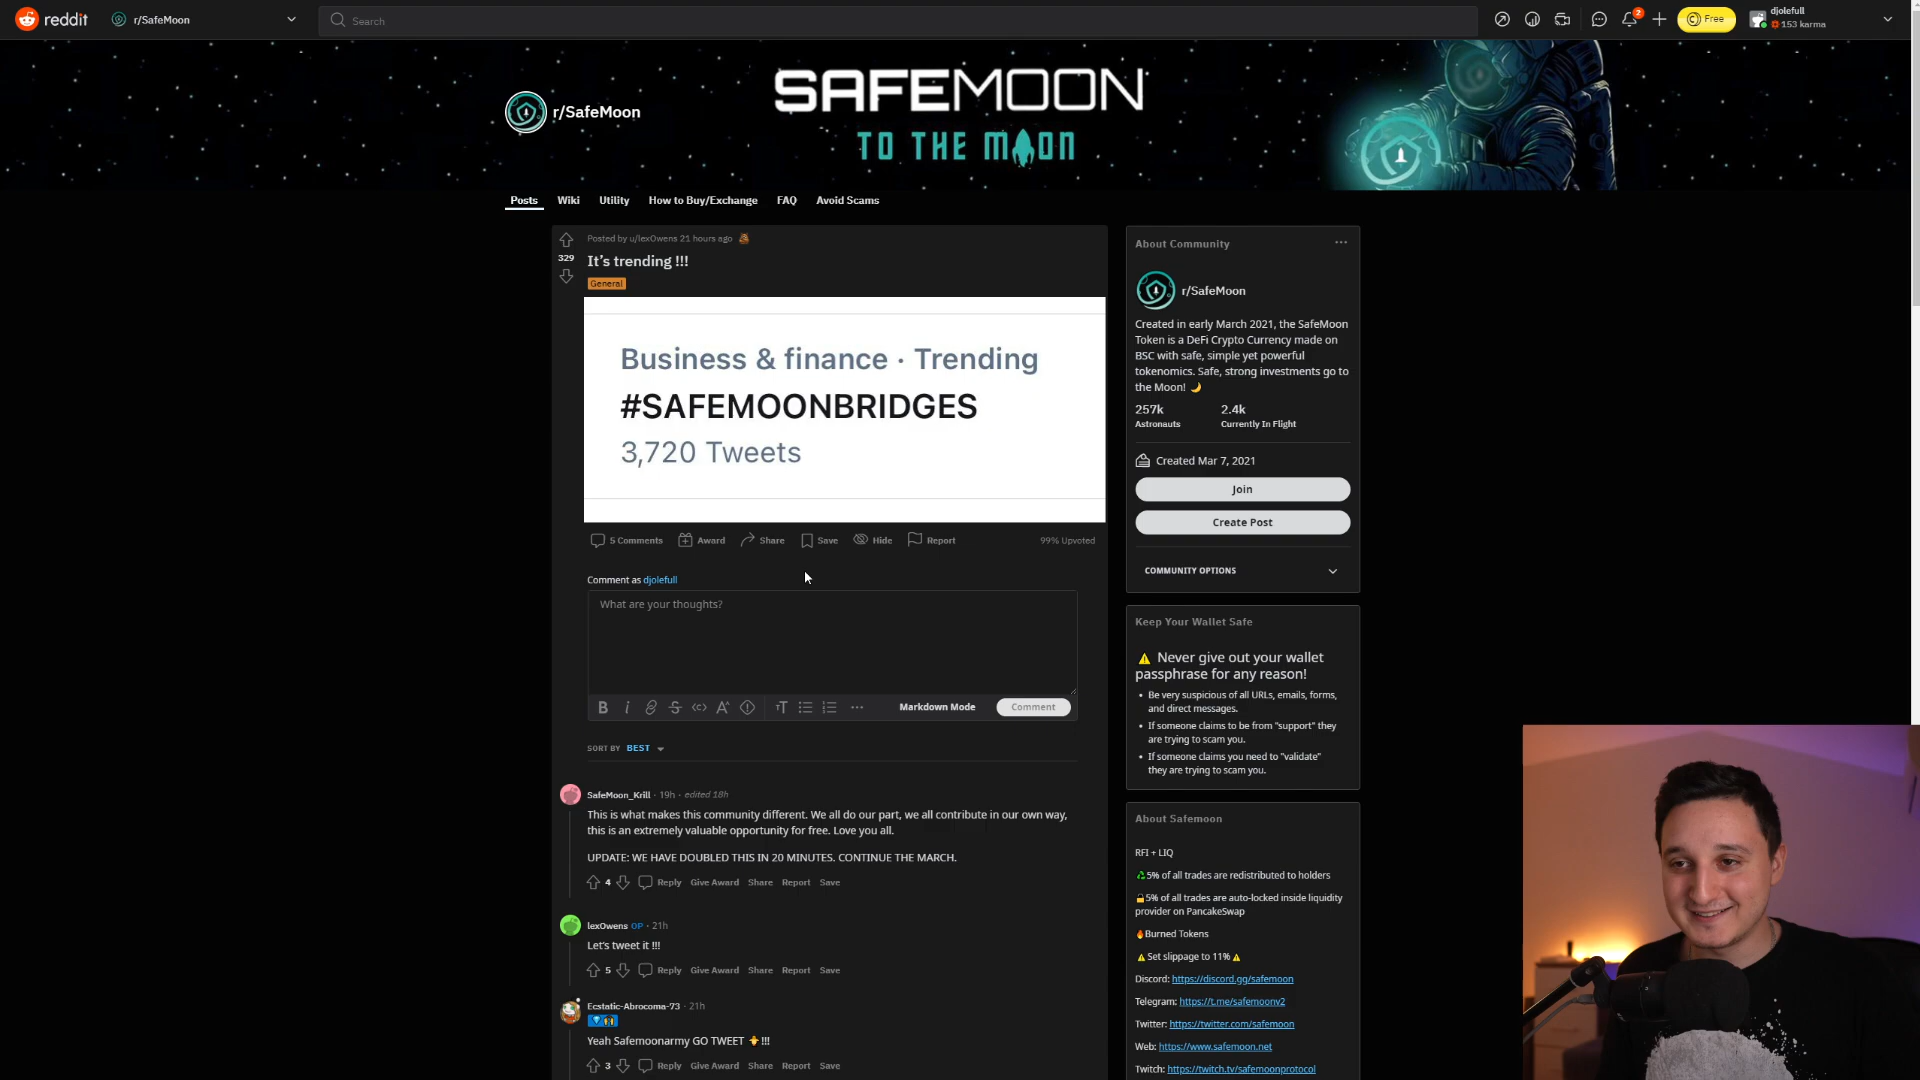 reddit
r/SafeMoon
Search
2
Free
djolefull
153 karma
SAFEMOON
TO THE MOON
r/SafeMoon
Posts
Wiki
Utility
How to Buy/Exchange
FAQ
Avoid Scams
Posted by u/lexOwens 21 hours ago
329
It's trending !!!
General
Business & finance · Trending
#SAFEMOONBRIDGES
3,720 Tweets
5 Comments
Award
Share
Save
Hide
Report
99% Upvoted
Comment as djolefull
What are your thoughts?
Markdown Mode
Comment
SORT BY BEST
SafeMoon_Krill · 19h · edited 18h
This is what makes this community different. We all do our part, we all contribute in our own way,
this is an extremely valuable opportunity for free. Love you all.
UPDATE: WE HAVE DOUBLED THIS IN 20 MINUTES. CONTINUE THE MARCH.
4 Reply Give Award Share Report Save
lexOwens OP · 21h
Let's tweet it !!!
5 Reply Give Award Share Report Save
Ecstatic-Abrocoma-73 · 21h
Yeah Safemoonarmy GO TWEET !!!
3 Reply Give Award Share Report Save
About Community
r/SafeMoon
Created in early March 2021, the SafeMoon
Token is a DeFi Crypto Currency made on
BSC with safe, simple yet powerful
tokenomics. Safe, strong investments go to
the Moon! 🌙
257k
Astronauts
2.4k
Currently In Flight
Created Mar 7, 2021
Join
Create Post
COMMUNITY OPTIONS
Keep Your Wallet Safe
⚠ Never give out your wallet
passphrase for any reason!
• Be very suspicious of all URLs, emails, forms,
and direct messages.
• If someone claims to be from "support" they
are trying to scam you.
• If someone claims you need to "validate"
they are trying to scam you.
About Safemoon
RFI + LIQ
♻5% of all trades are redistributed to holders
🔒5% of all trades are auto-locked inside liquidity
provider on PancakeSwap
🔥Burned Tokens
⚠Set slippage to 11%⚠
Discord: https://discord.gg/safemoon
Telegram: https://t.me/safemoonv2
Twitter: https://twitter.com/safemoon
Web: https://www.safemoon.net
Twitch: https://twitch.tv/safemoonprotocol